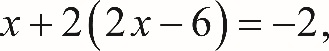 x + 2(2x − 6) = −2,